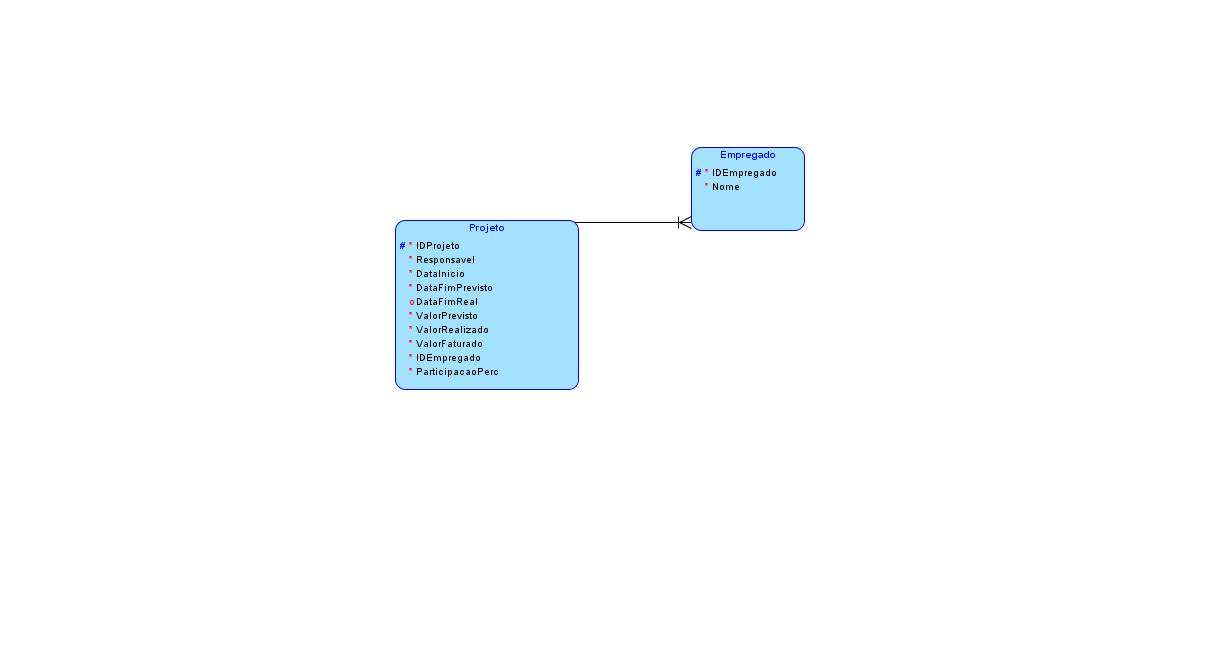 Empregado
# * IDEmpregado
* Nome
Projeto
# * IDProjeto
* Responsavel
* DataInicio
* DataFimPrevisto
o DataFimReal
* ValorPrevisto
* ValorRealizado
* ValorFaturado
* IDEmpregado
* ParticipacaoPerc